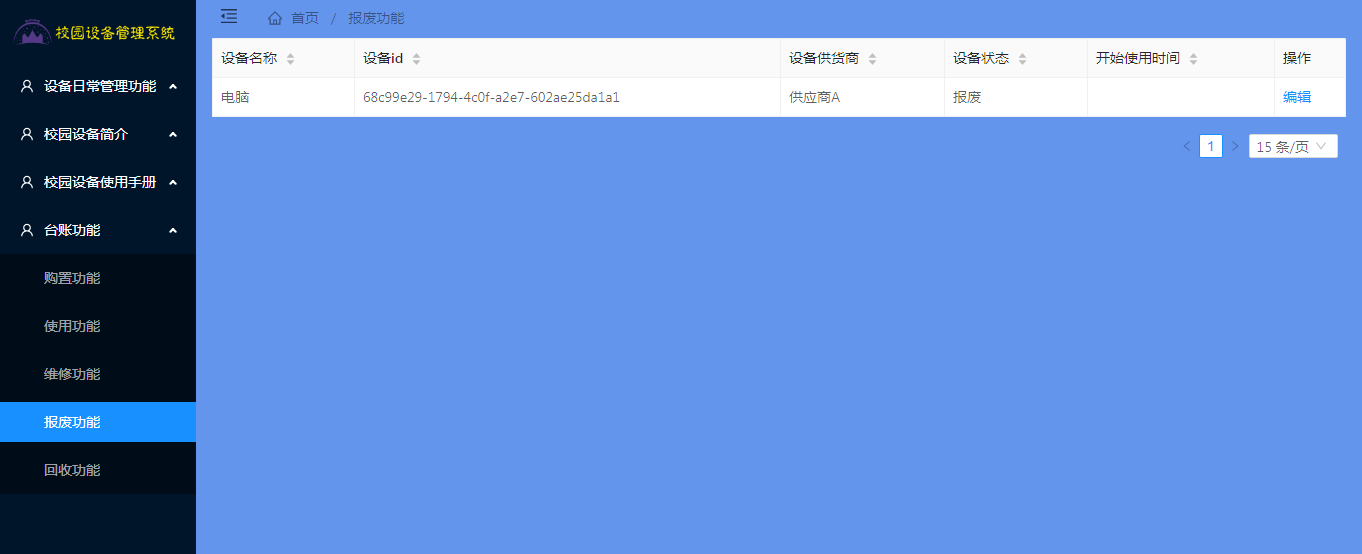 校园设备管理系统
设备日常管理功能
校园设备简介
校园设备使用手册
台账功能
购置功能
使用功能
维修功能
报废功能
回收功能
首页 / 报废功能
设备名称 设备id 设备供货商 设备状态 开始使用时间 操作
电脑 68c99e29-1794-4c0f-a2e7-602ae25da1a1 供应商A 报废 编辑
1 15 条/页